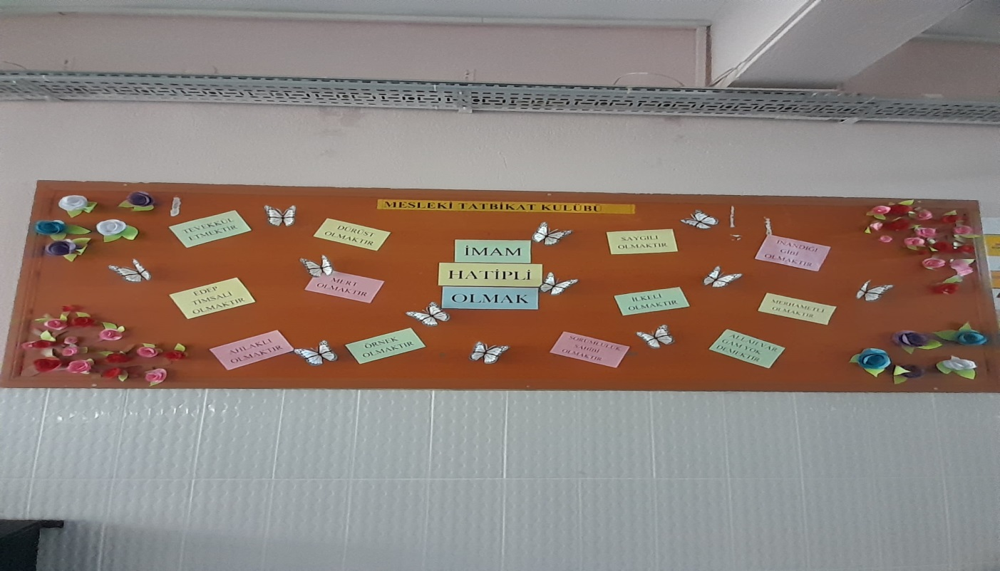 MESLEKİ TATBİKAT KULÜBÜ
İMAM
HATİPLİ
OLMAK
TEVEKKÜL
ETMEKTİR
DÜRÜST
OLMAKTIR
SAYGILI
OLMAKTIR
İNANDIĞI
GİBİ
OLMAKTIR
EDEP
TİMSALİ
OLMAKTIR
MERT
OLMAKTIR
İLKELİ
OLMAKTIR
MERHAMETLİ
OLMAKTIR
AHLAKLI
OLMAKTIR
ÖRNEK
OLMAKTIR
SORUMLULUK
SAHİBİ
OLMAKTIR
ALLAH VAR
GAM YOK
DEMEKTİR